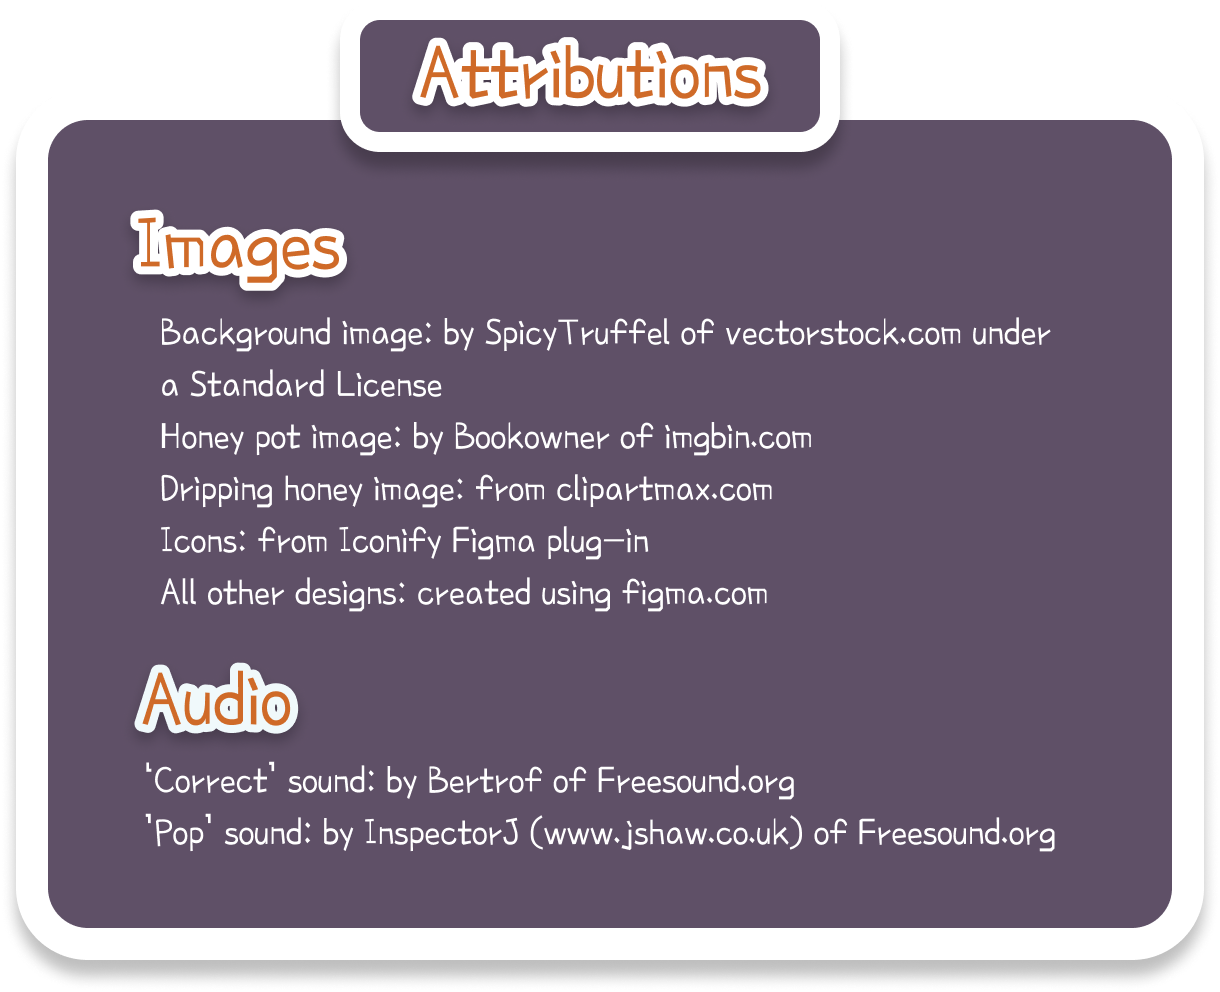 Attributions
Images
Background image: by SpicyTruffel of vectorstock.com under
a Standard License
Honey pot image: by Bookowner of imgbin.com
Dripping honey image: from clipartmax.com
Icons: from Iconify Figma plug-in
All other designs: created using figma.com
Audio
'Correct' sound: by Bertrof of Freesound.org
'Pop' sound: by InspectorJ (www.jshaw.co.uk) of Freesound.org